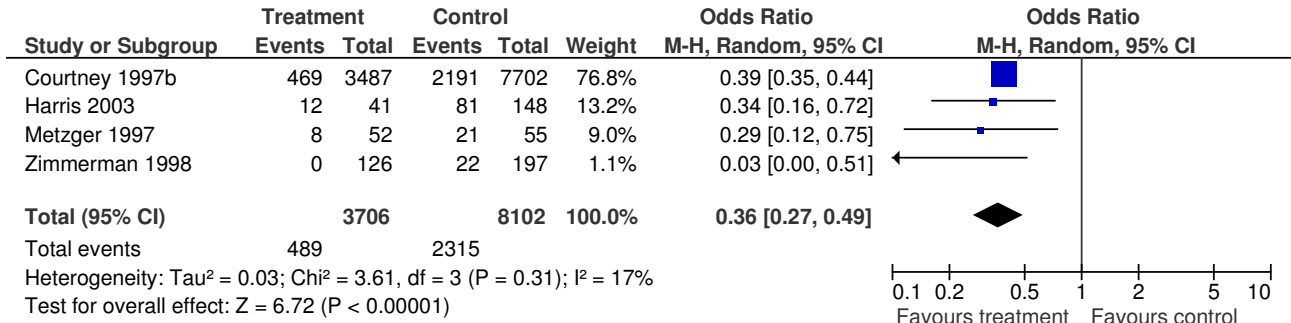 Treatment Control Odds Ratio Odds Ratio
Study or Subgroup Events Total Events Total Weight M-H, Random, 95% CI M-H, Random, 95% CI
Courtney 1997b 469 3487 2191 7702 76.8% 0.39 [0.35, 0.44]
Harris 2003 12 41 81 148 13.2% 0.34 [0.16, 0.72]
Metzger 1997 8 52 21 55 9.0% 0.29 [0.12, 0.75]
Zimmerman 1998 0 126 22 197 1.1% 0.03 [0.00, 0.51]
Total (95% CI) 3706 8102 100.0% 0.36 [0.27, 0.49]
Total events 489 2315
Heterogeneity: Tau² = 0.03; Chi² = 3.61, df = 3 (P = 0.31); I² = 17%
Test for overall effect: Z = 6.72 (P < 0.00001)
0.1 0.2 0.5 1 2 5 10
Favours treatment Favours control